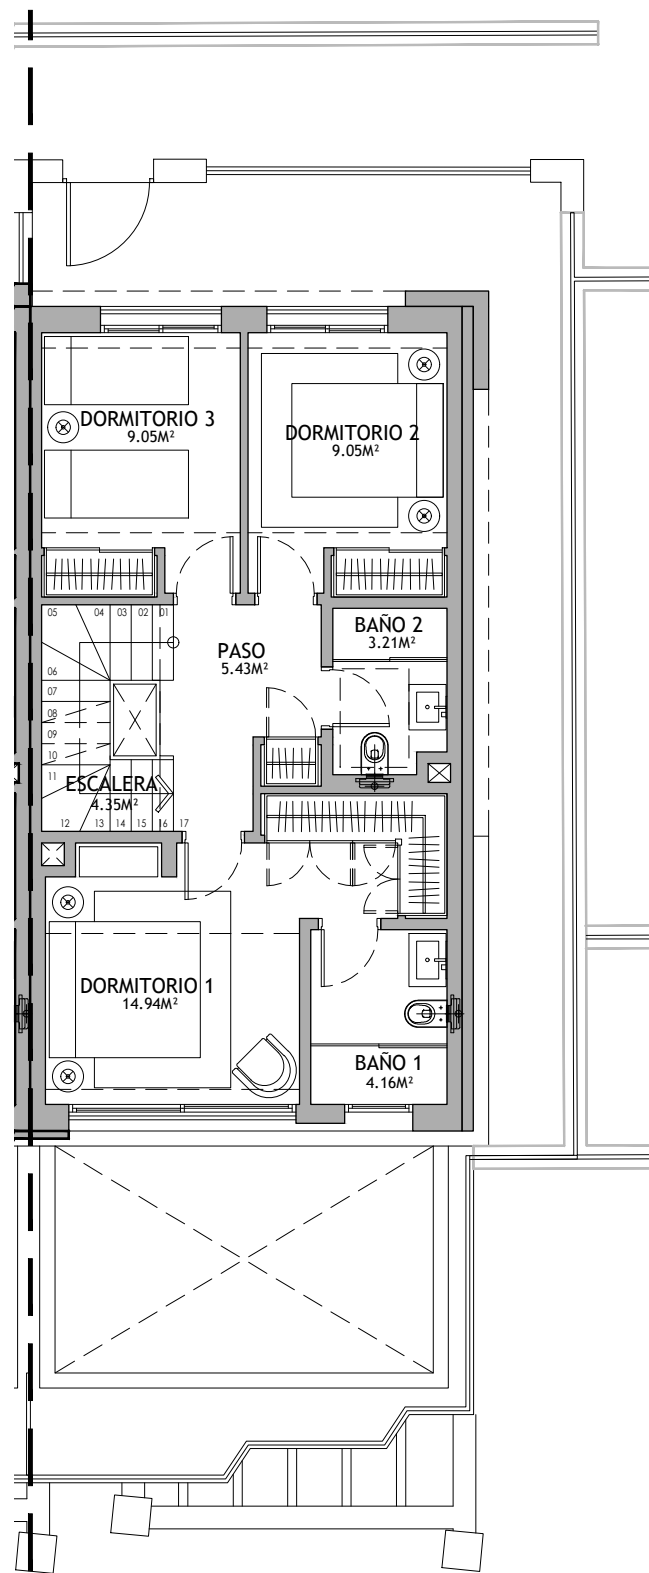 DORMITORIO 3
9.05M²
DORMITORIO 2
9.05M²
05 04 03 02 01
BAÑO 2
3.21M²
PASO
5.43M²
06
07
08
09
10
11
ESCALERA
4.35M²
12 13 14 15 16 17
DORMITORIO 1
14.94M²
BAÑO 1
4.16M²